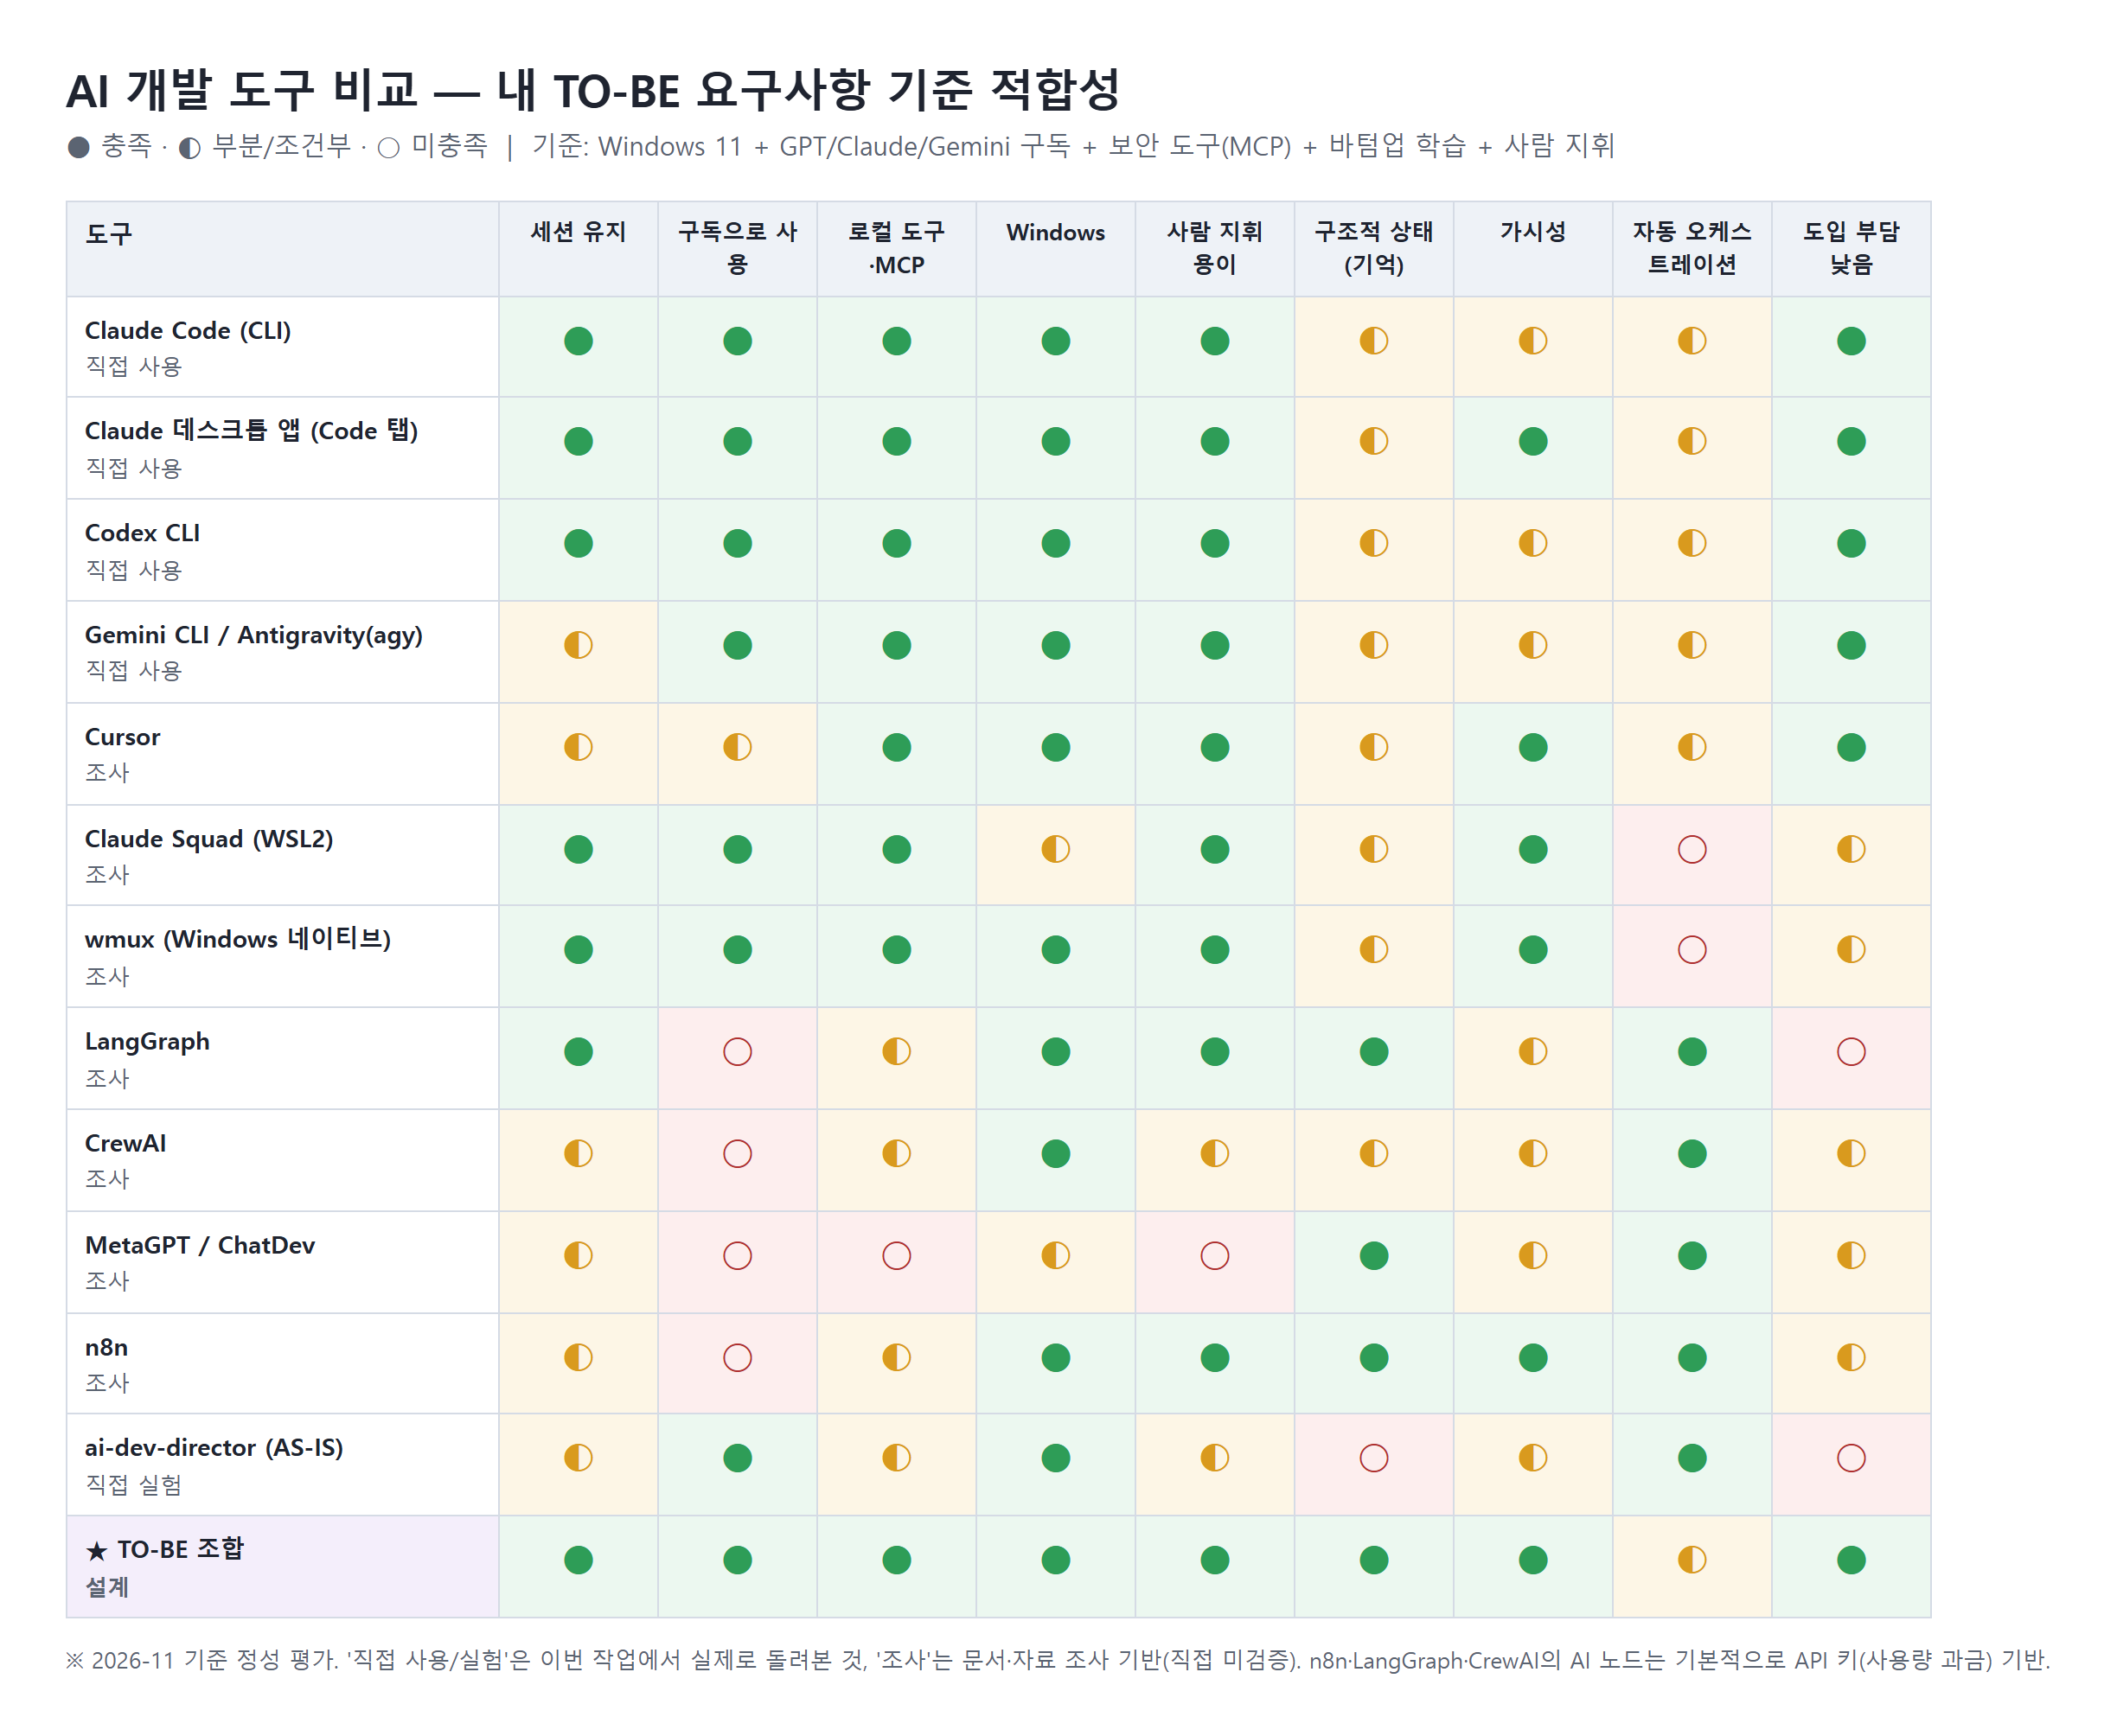 AI 개발 도구 비교 — 내 TO-BE 요구사항 기준 적합성
● 충족 · ◐ 부분/조건부 · ○ 미충족 | 기준: Windows 11 + GPT/Claude/Gemini 구독 + 보안 도구(MCP) + 바텀업 학습 + 사람 지휘
도구 세션 유지 구독으로 사용 로컬 도구·MCP Windows 사람 지휘 용이 구조적 상태(기억) 가시성 자동 오케스트레이션 도입 부담 낮음
Claude Code (CLI) ● ● ● ● ● ◐ ◐ ◐ ●
직접 사용
Claude 데스크톱 앱 (Code 탭) ● ● ● ● ● ◐ ● ◐ ●
직접 사용
Codex CLI ● ● ● ● ● ◐ ◐ ◐ ●
직접 사용
Gemini CLI / Antigravity(agy) ◐ ● ● ● ● ◐ ◐ ◐ ●
직접 사용
Cursor ◐ ◐ ● ● ● ◐ ● ◐ ●
조사
Claude Squad (WSL2) ● ● ● ◐ ● ◐ ● ○ ◐
조사
wmux (Windows 네이티브) ● ● ● ● ● ◐ ● ○ ◐
조사
LangGraph ● ○ ◐ ● ● ● ◐ ● ○
조사
CrewAI ◐ ○ ◐ ● ◐ ◐ ◐ ● ◐
조사
MetaGPT / ChatDev ◐ ○ ○ ◐ ○ ● ◐ ● ◐
조사
n8n ◐ ○ ◐ ● ● ● ● ● ◐
조사
ai-dev-director (AS-IS) ◐ ● ◐ ● ◐ ○ ◐ ● ○
직접 실험
★ TO-BE 조합 ● ● ● ● ● ● ● ◐ ●
설계
※ 2026-11 기준 정성 평가. '직접 사용/실험'은 이번 작업에서 실제로 돌려본 것, '조사'는 문서·자료 조사 기반(직접 미검증). n8n·LangGraph·CrewAI의 AI 노드는 기본적으로 API 키(사용량 과금) 기반.